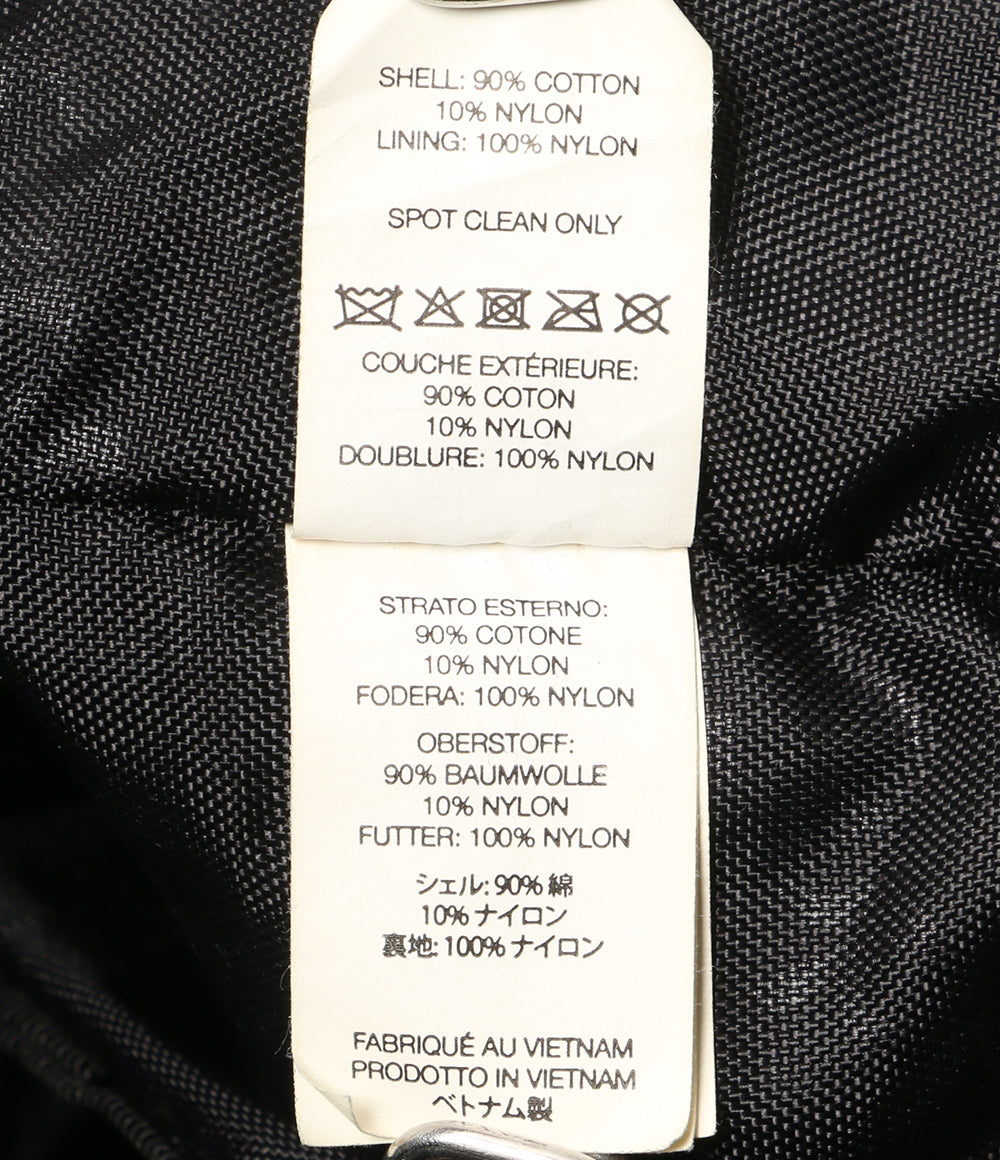 SHELL: 90% COTTON
10% NYLON
LINING: 100% NYLON
SPOT CLEAN ONLY
COUCHE EXTÉRIEURE:
90% COTON
10% NYLON
DOUBLURE: 100% NYLON
STRATO ESTERNO:
90% COTONE
10% NYLON
FODERA: 100% NYLON
OBERSTOFF:
90% BAUMWOLLE
10% NYLON
FUTTER: 100% NYLON
シェル: 90% 綿
10% ナイロン
裏地: 100% ナイロン
FABRIQUÉ AU VIETNAM
PRODOTTO IN VIETNAM
ベトナム製